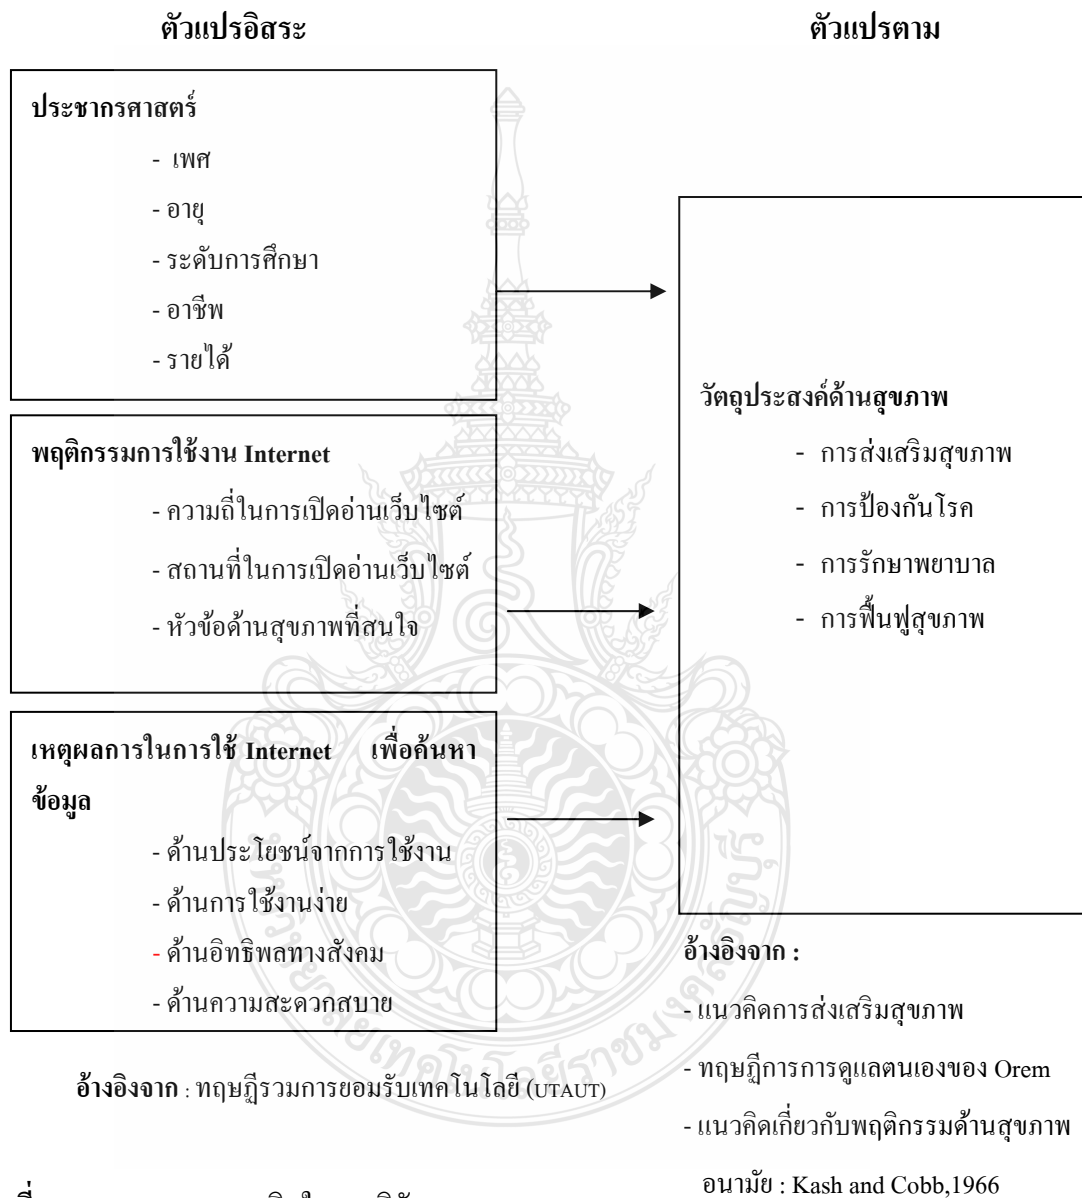 ตัวแปรอิสระ
ตัวแปรตาม
ประชากรศาสตร์
- เพศ
- อายุ
- ระดับการศึกษา
- อาชีพ
- รายได้
พฤติกรรมการใช้งาน Internet
- ความถี่ในการเปิดอ่านเว็บไซต์
- สถานที่ในการเปิดอ่านเว็บไซต์
- หัวข้อด้านสุขภาพที่สนใจ
เหตุผลการในการใช้ Internet เพื่อค้นหา
ข้อมูล
- ด้านประโยชน์จากการใช้งาน
- ด้านการใช้งานง่าย
- ด้านอิทธิพลทางสังคม
- ด้านความสะดวกสบาย
อ้างอิงจาก : ทฤษฎีรวมการยอมรับเทคโนโลยี (UTAUT)
วัตถุประสงค์ด้านสุขภาพ
- การส่งเสริมสุขภาพ
- การป้องกันโรค
- การรักษาพยาบาล
- การฟื้นฟูสุขภาพ
อ้างอิงจาก :
- แนวคิดการส่งเสริมสุขภาพ
- ทฤษฎีการการดูแลตนเองของ Orem
- แนวคิดเกี่ยวกับพฤติกรรมด้านสุขภาพ
อนามัย : Kash and Cobb,1966